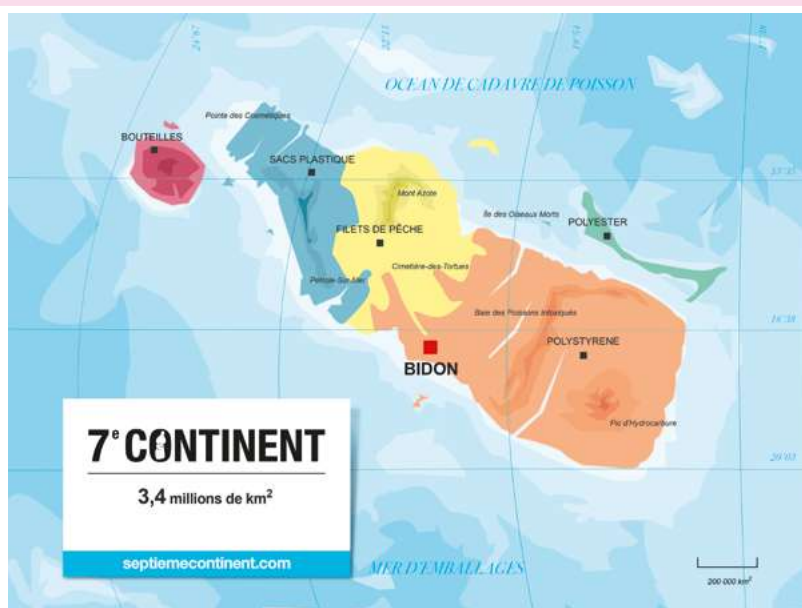 OCEAN DE CADAVRE DE POISSON
Pointe des Cosmétiques
BOUTEILLES
SACS PLASTIQUE
Mont Azote
Île des Oiseaux Morts
POLYESTER
FILETS DE PÊCHE
Cimetière-des-Tortues
Pétrole-Sur-Mer
Baie des Poissons Intoxiqués
POLYSTYRENE
BIDON
Pic d'Hydrocarbure
7e CONTINENT
3,4 millions de km²
septiemecontinent.com
MER D'EMBALLAGES
200 000 km²